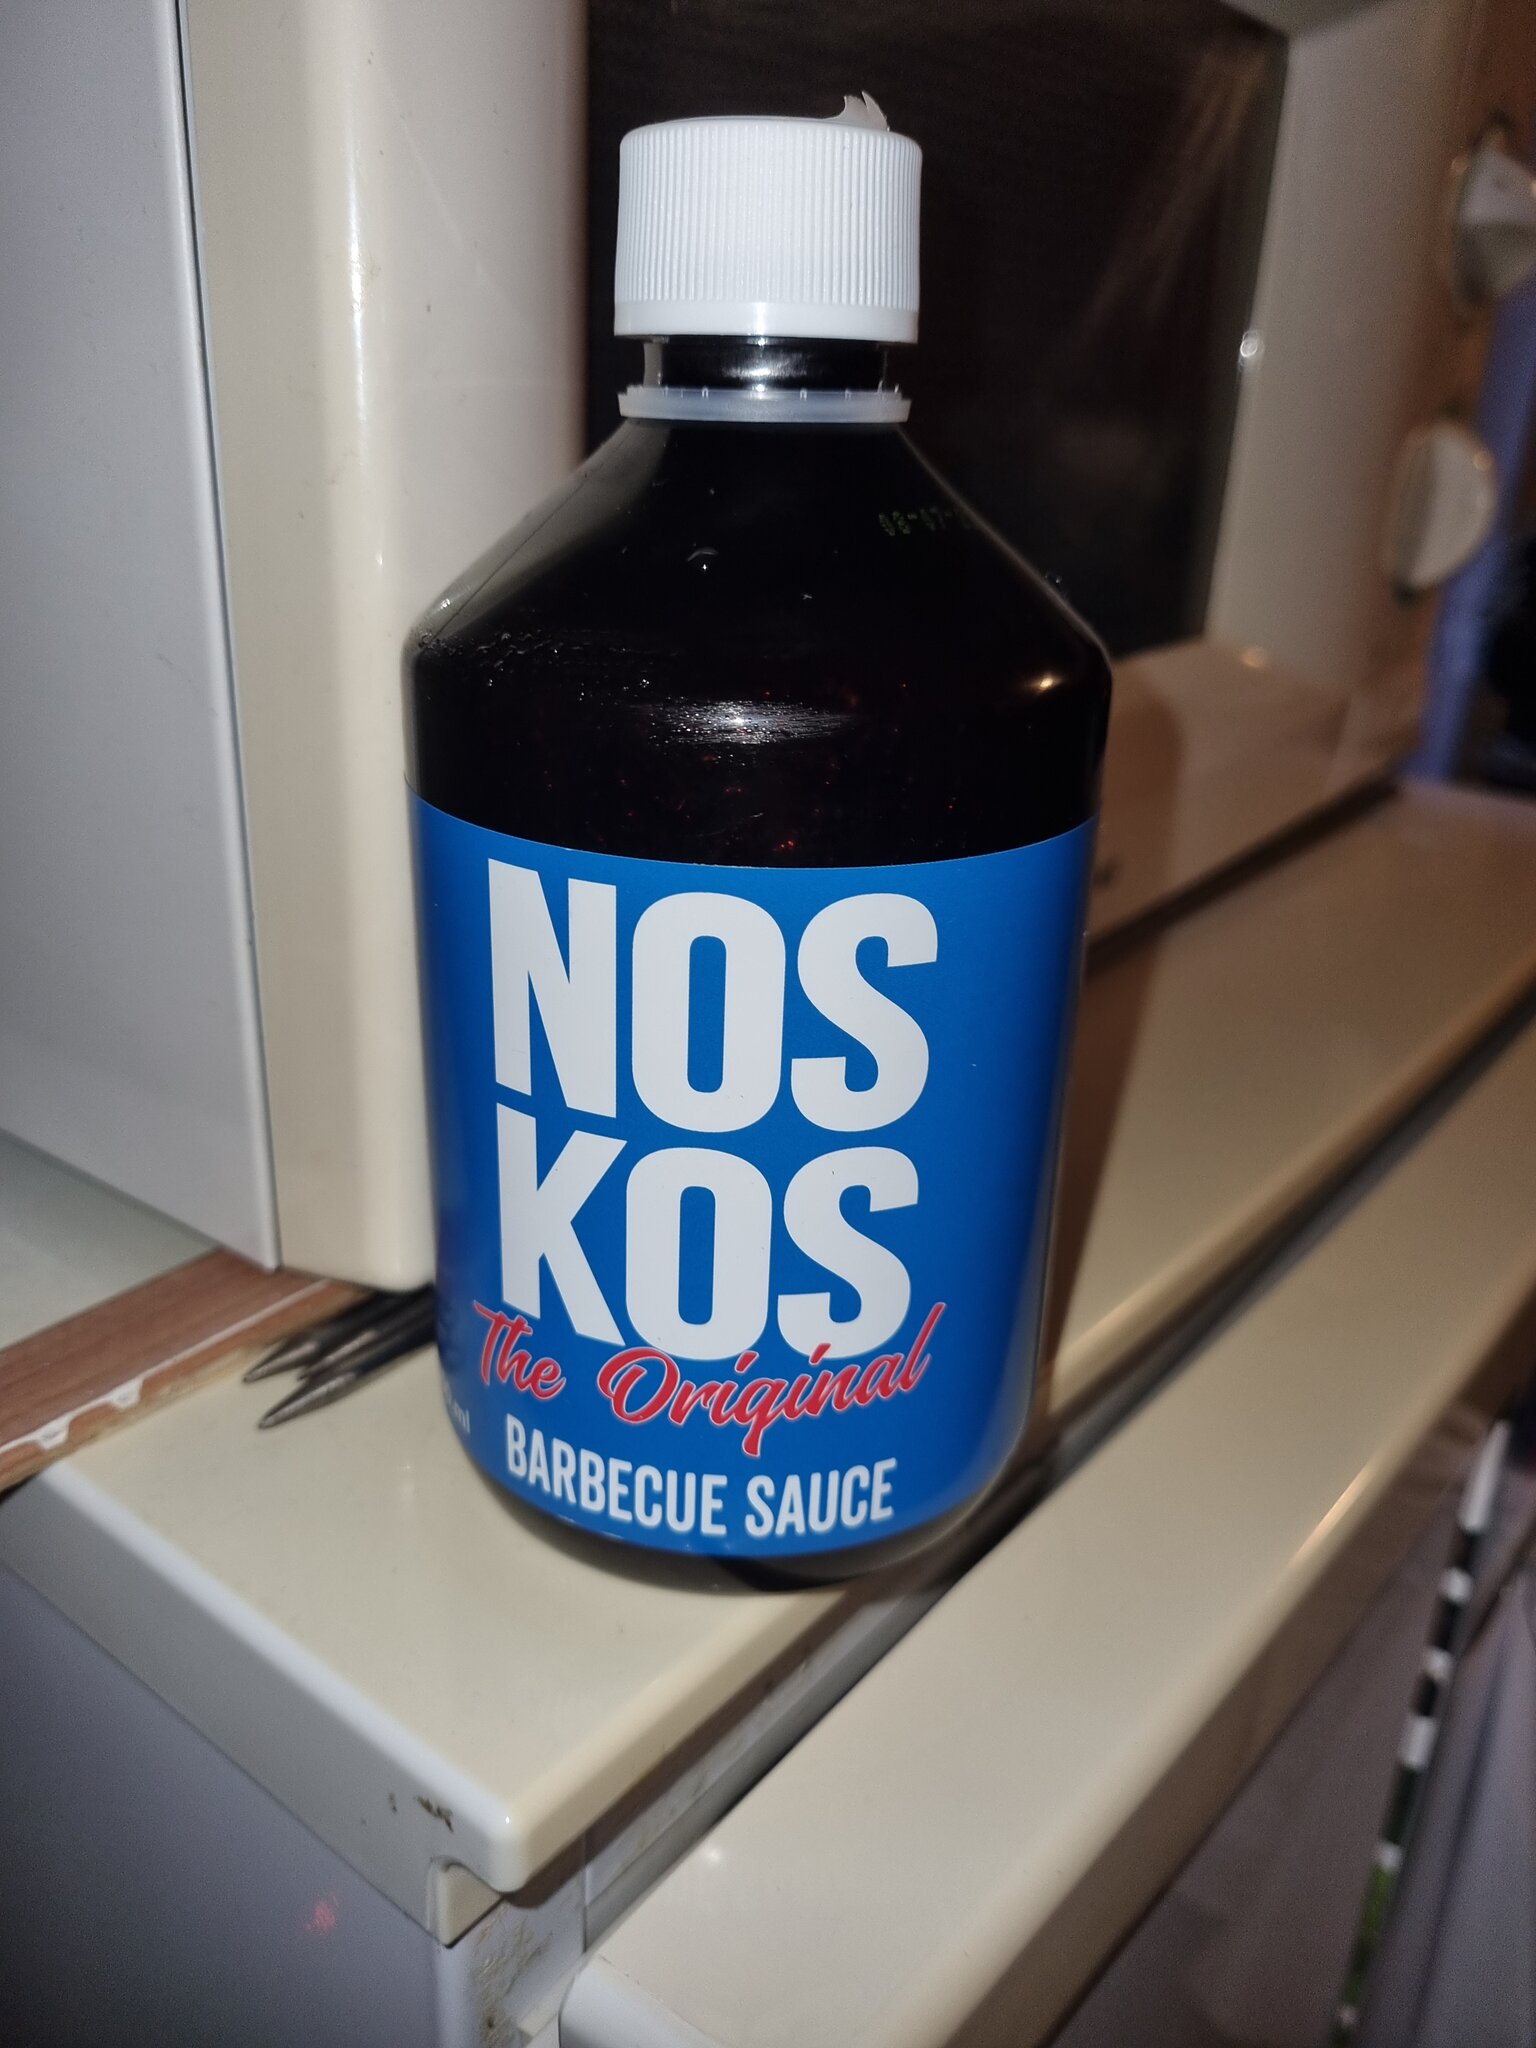 NOS
KOS
The Original
BARBECUE SAUCE